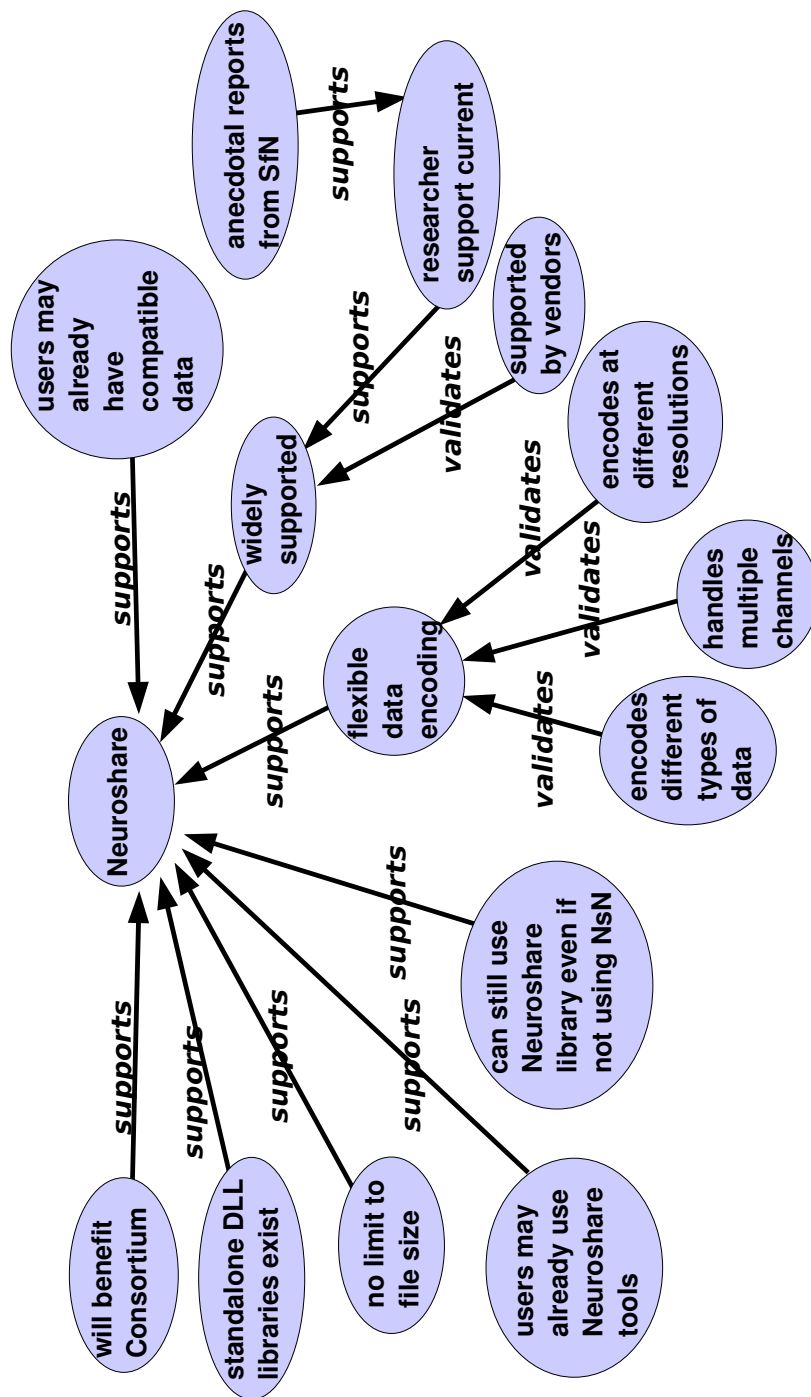 will benefit
Consortium
supports
Neuroshare
supports
users may
already
have
compatible
data
standalone DLL
libraries exist
supports
supports
widely
supported
supports
anecdotal reports
from SfN
supports
no limit to
file size
supports
supports
flexible
data
encoding
validates
researcher
support current
supported
by vendors
users may
already use
Neuroshare
tools
supports
can still use
Neuroshare
library even if
not using NsN
supports
validates
encodes
different
types of
data
validates
handles
multiple
channels
validates
encodes at
different
resolutions